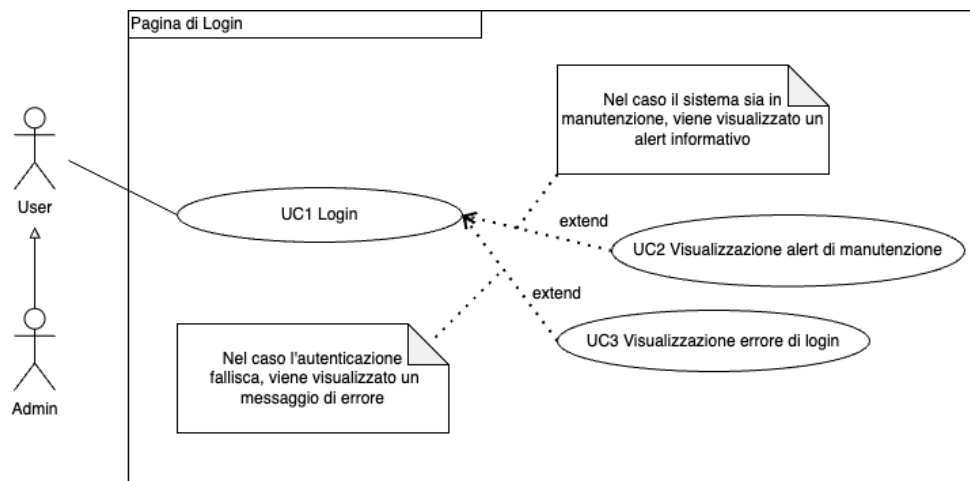 Pagina di Login
Nel caso il sistema sia in
manutenzione, viene visualizzato un
alert informativo
User
UC1 Login
extend
UC2 Visualizzazione alert di manutenzione
extend
UC3 Visualizzazione errore di login
Nel caso l'autenticazione
fallisca, viene visualizzato un
messaggio di errore
Admin